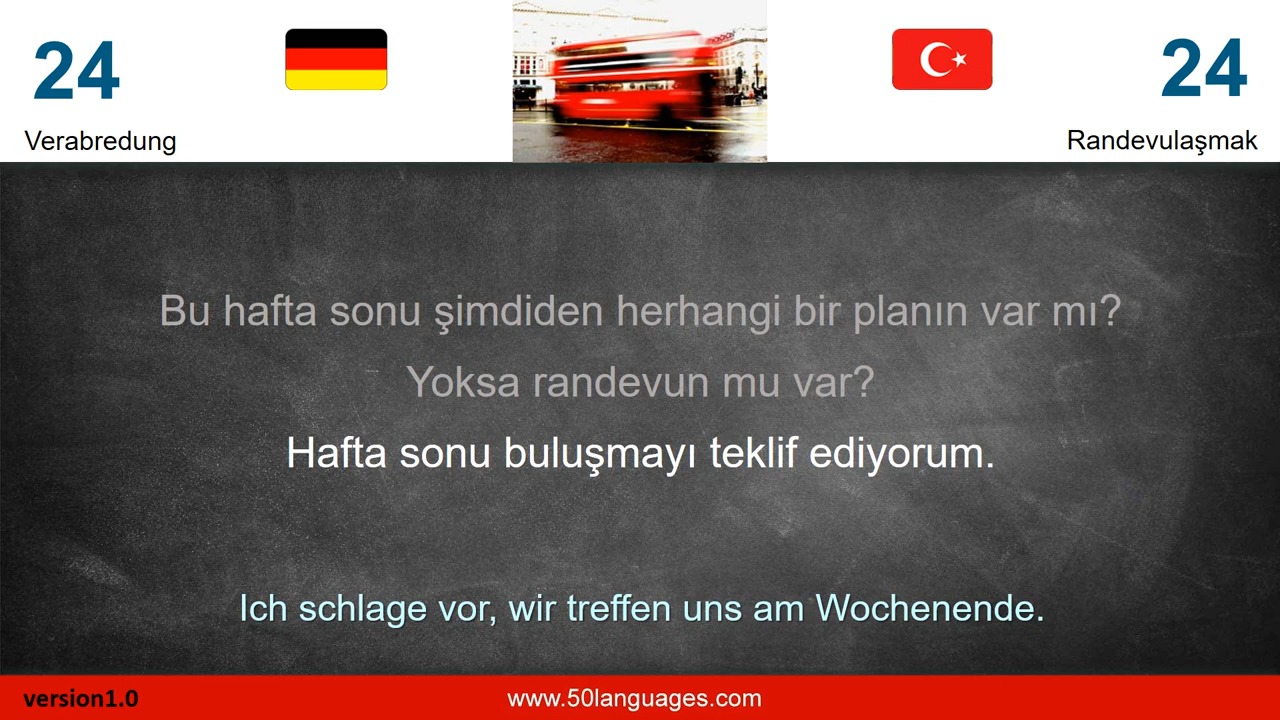 24
24
Verabredung
Randevulaşmak
Bu hafta sonu şimdiden herhangi bir planın var mı?
Yoksa randevun mu var?
Hafta sonu buluşmayı teklif ediyorum.
Ich schlage vor, wir treffen uns am Wochenende.
version1.0
www.50languages.com